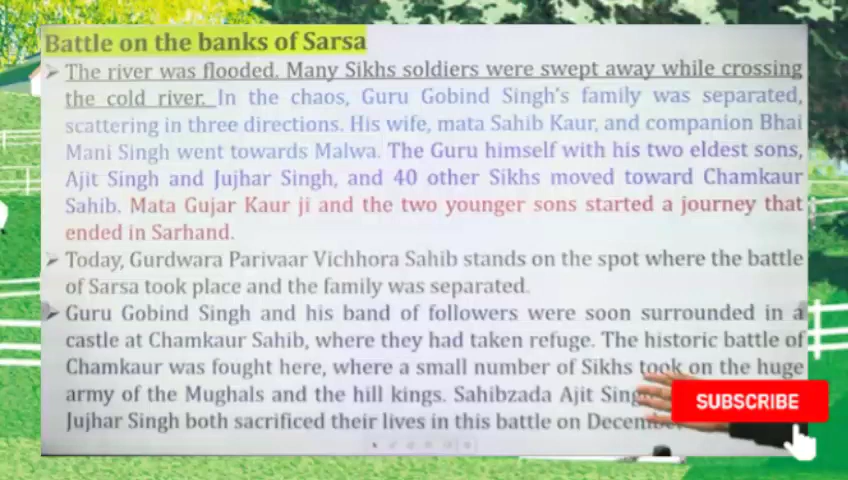 Battle on the banks of Sarsa
➢ The river was flooded. Many Sikhs soldiers were swept away while crossing
the cold river. In the chaos, Guru Gobind Singh's family was separated,
scattering in three directions. His wife, mata Sahib Kaur, and companion Bhai
Mani Singh went towards Malwa. The Guru himself with his two eldest sons,
Ajit Singh and Jujhar Singh, and 40 other Sikhs moved toward Chamkaur
Sahib. Mata Gujar Kaur ji and the two younger sons started a journey that
ended in Sarhand.
➢ Today, Gurdwara Parivaar Vichhora Sahib stands on the spot where the battle
of Sarsa took place and the family was separated.
➢ Guru Gobind Singh and his band of followers were soon surrounded in a
castle at Chamkaur Sahib, where they had taken refuge. The historic battle of
Chamkaur was fought here, where a small number of Sikhs took on the huge
army of the Mughals and the hill kings. Sahibzada Ajit
Jujhar Singh both sacrificed their lives in this battle on
SUBSCRIBE